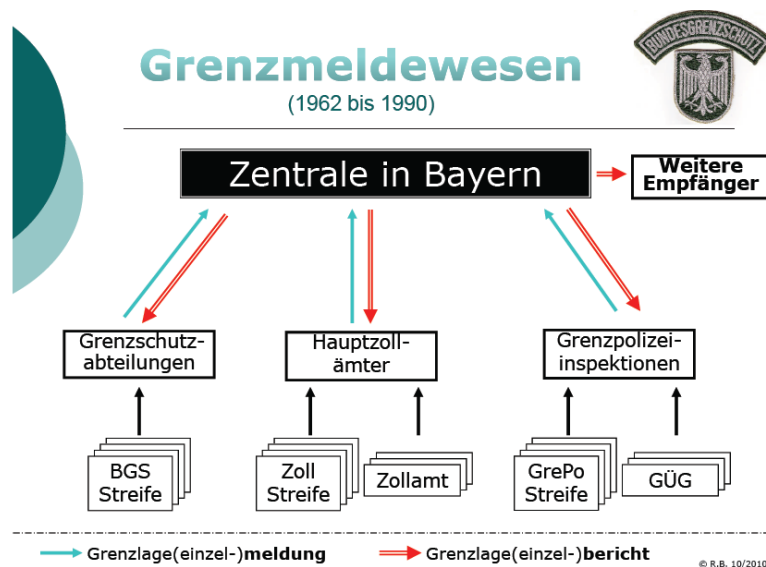 Grenzmeldewesen
(1962 bis 1990)
BUNDESGRENZSCHUTZ
Zentrale in Bayern
Weitere
Empfänger
Grenzschutz-
abteilungen
Hauptzoll-
ämter
Grenzpolizei-
inspektionen
BGS
Streife
Zoll
Streife
Zollamt
GrePo
Streife
GÜG
Grenzlage(einzel-)meldung
Grenzlage(einzel-)bericht
© R.B. 10/2010